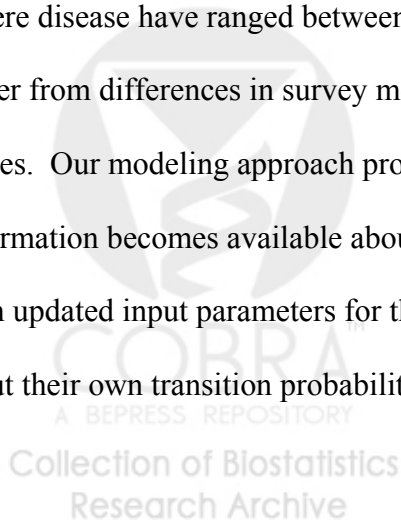 ere disease have ranged between
er from differences in survey m
es. Our modeling approach pro
ormation becomes available abou
n updated input parameters for th
ut their own transition probabilit
COBRA™
A BEPRESS REPOSITORY
Collection of Biostatistics
Research Archive